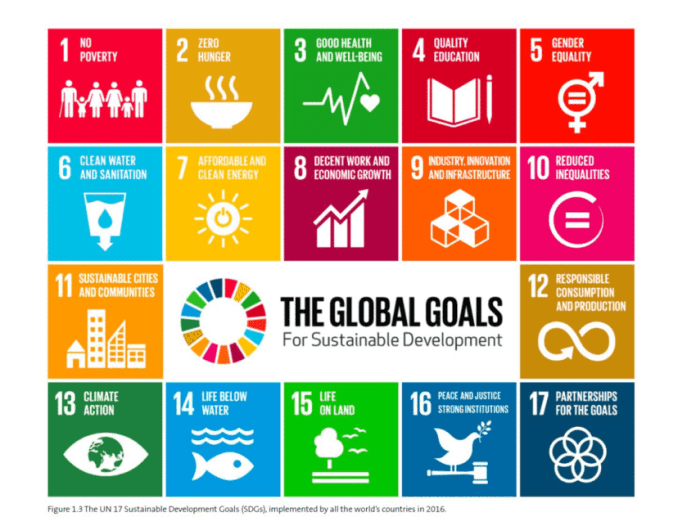 1 NO
POVERTY
2 ZERO
HUNGER
3 GOOD HEALTH
AND WELL-BEING
4 QUALITY
EDUCATION
5 GENDER
EQUALITY
6 CLEAN WATER
AND SANITATION
7 AFFORDABLE AND
CLEAN ENERGY
8 DECENT WORK AND
ECONOMIC GROWTH
9 INDUSTRY, INNOVATION
AND INFRASTRUCTURE
10 REDUCED
INEQUALITIES
11 SUSTAINABLE CITIES
AND COMMUNITIES
THE GLOBAL GOALS
For Sustainable Development
12 RESPONSIBLE
CONSUMPTION
AND PRODUCTION
13 CLIMATE
ACTION
14 LIFE BELOW
WATER
15 LIFE
ON LAND
16 PEACE AND JUSTICE
STRONG INSTITUTIONS
17 PARTNERSHIPS
FOR THE GOALS
Figure 1.3 The UN 17 Sustainable Development Goals (SDGs), implemented by all the world's countries in 2016.